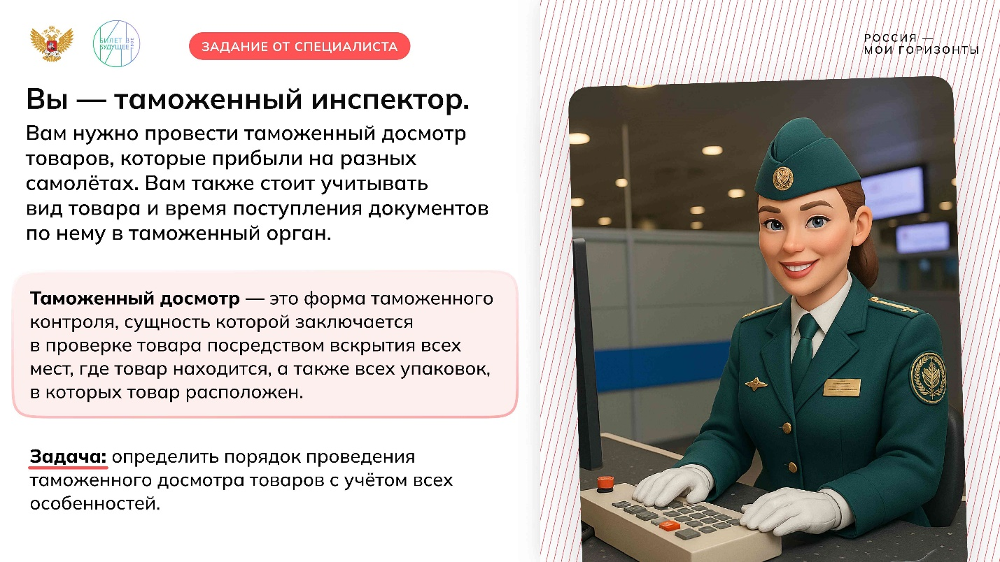 БИЛЕТ В
БУДУЩЕЕ
ЗАДАНИЕ ОТ СПЕЦИАЛИСТА
РОССИЯ —
МОИ ГОРИЗОНТЫ
Вы — таможенный инспектор.
Вам нужно провести таможенный досмотр
товаров, которые прибыли на разных
самолётах. Вам также стоит учитывать
вид товара и время поступления документов
по нему в таможенный орган.
Таможенный досмотр — это форма таможенного
контроля, сущность которой заключается
в проверке товара посредством вскрытия всех
мест, где товар находится, а также всех упаковок,
в которых товар расположен.
Задача: определить порядок проведения
таможенного досмотра товаров с учётом всех
особенностей.